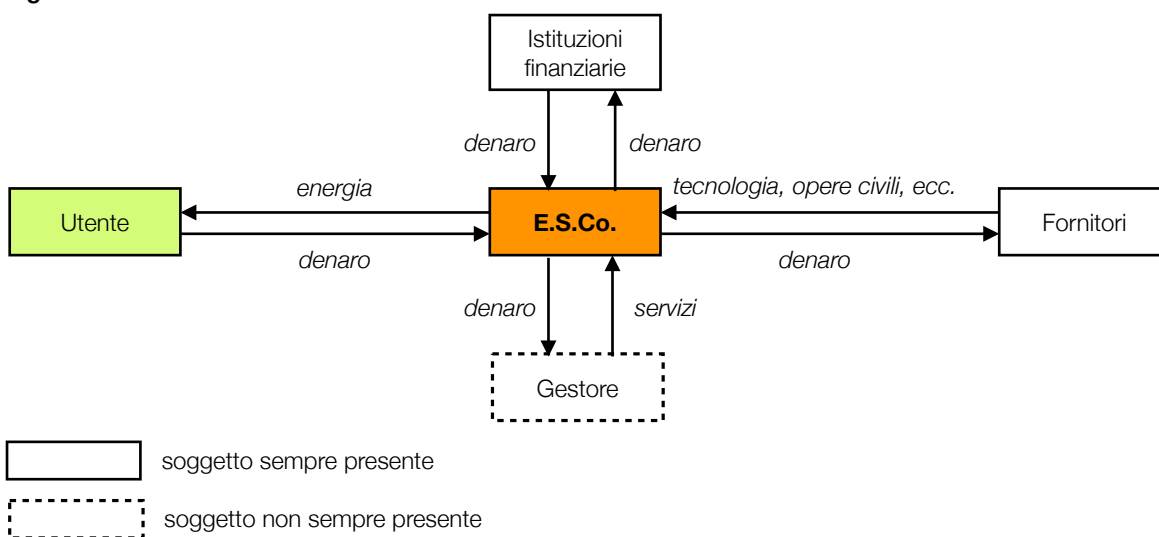 Istituzioni
finanziarie
denaro
denaro
energia
tecnologia, opere civili, ecc.
Utente
E.S.Co.
Fornitori
denaro
denaro
denaro
servizi
Gestore
soggetto sempre presente
soggetto non sempre presente